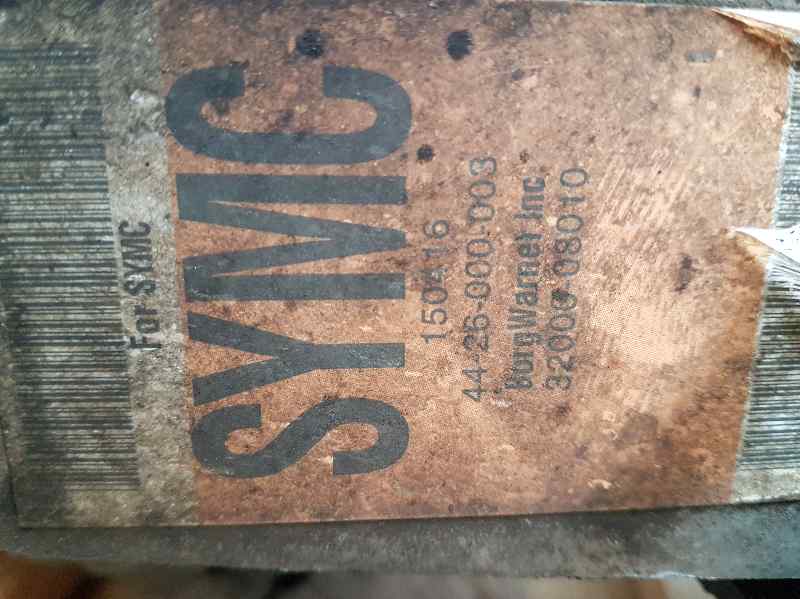 For SYMC
SYMC
150416
44-26-000-003
BorgWarner Inc
32000-08010